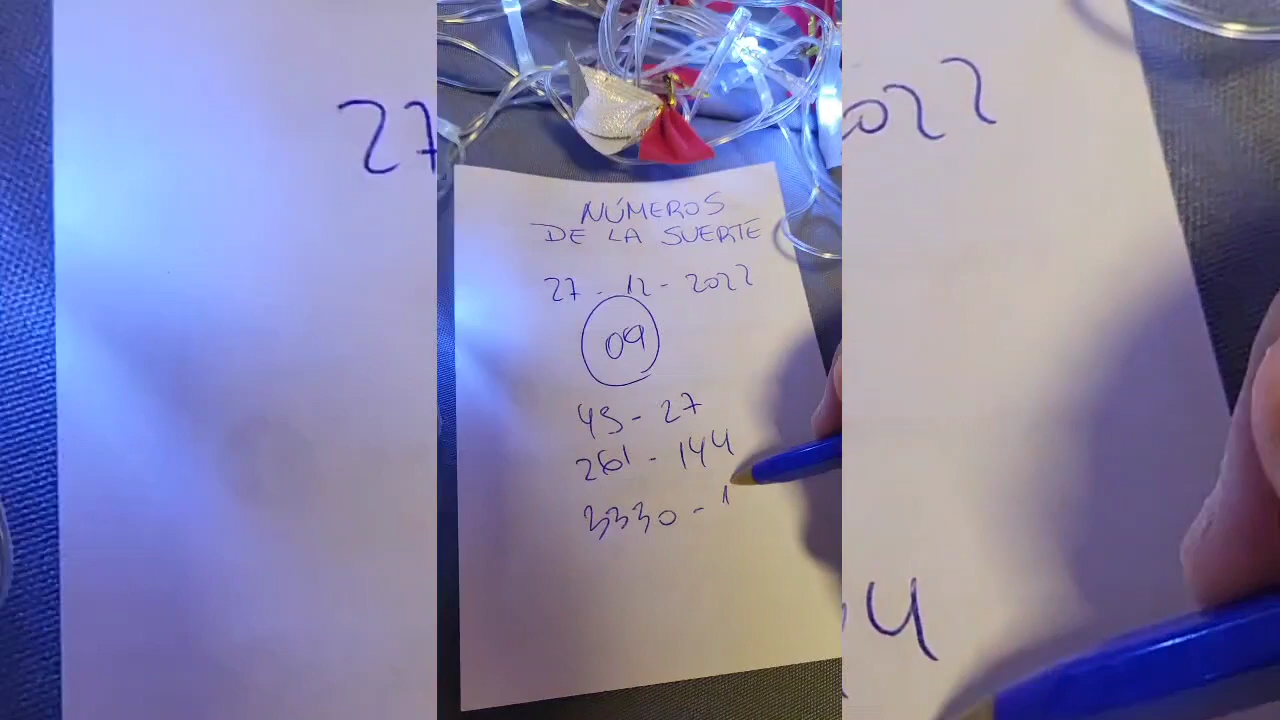 NÚMEROS
DE LA SUERTE
27 - 12 - 2022
09
45 - 27
261 - 144
3330 - 1